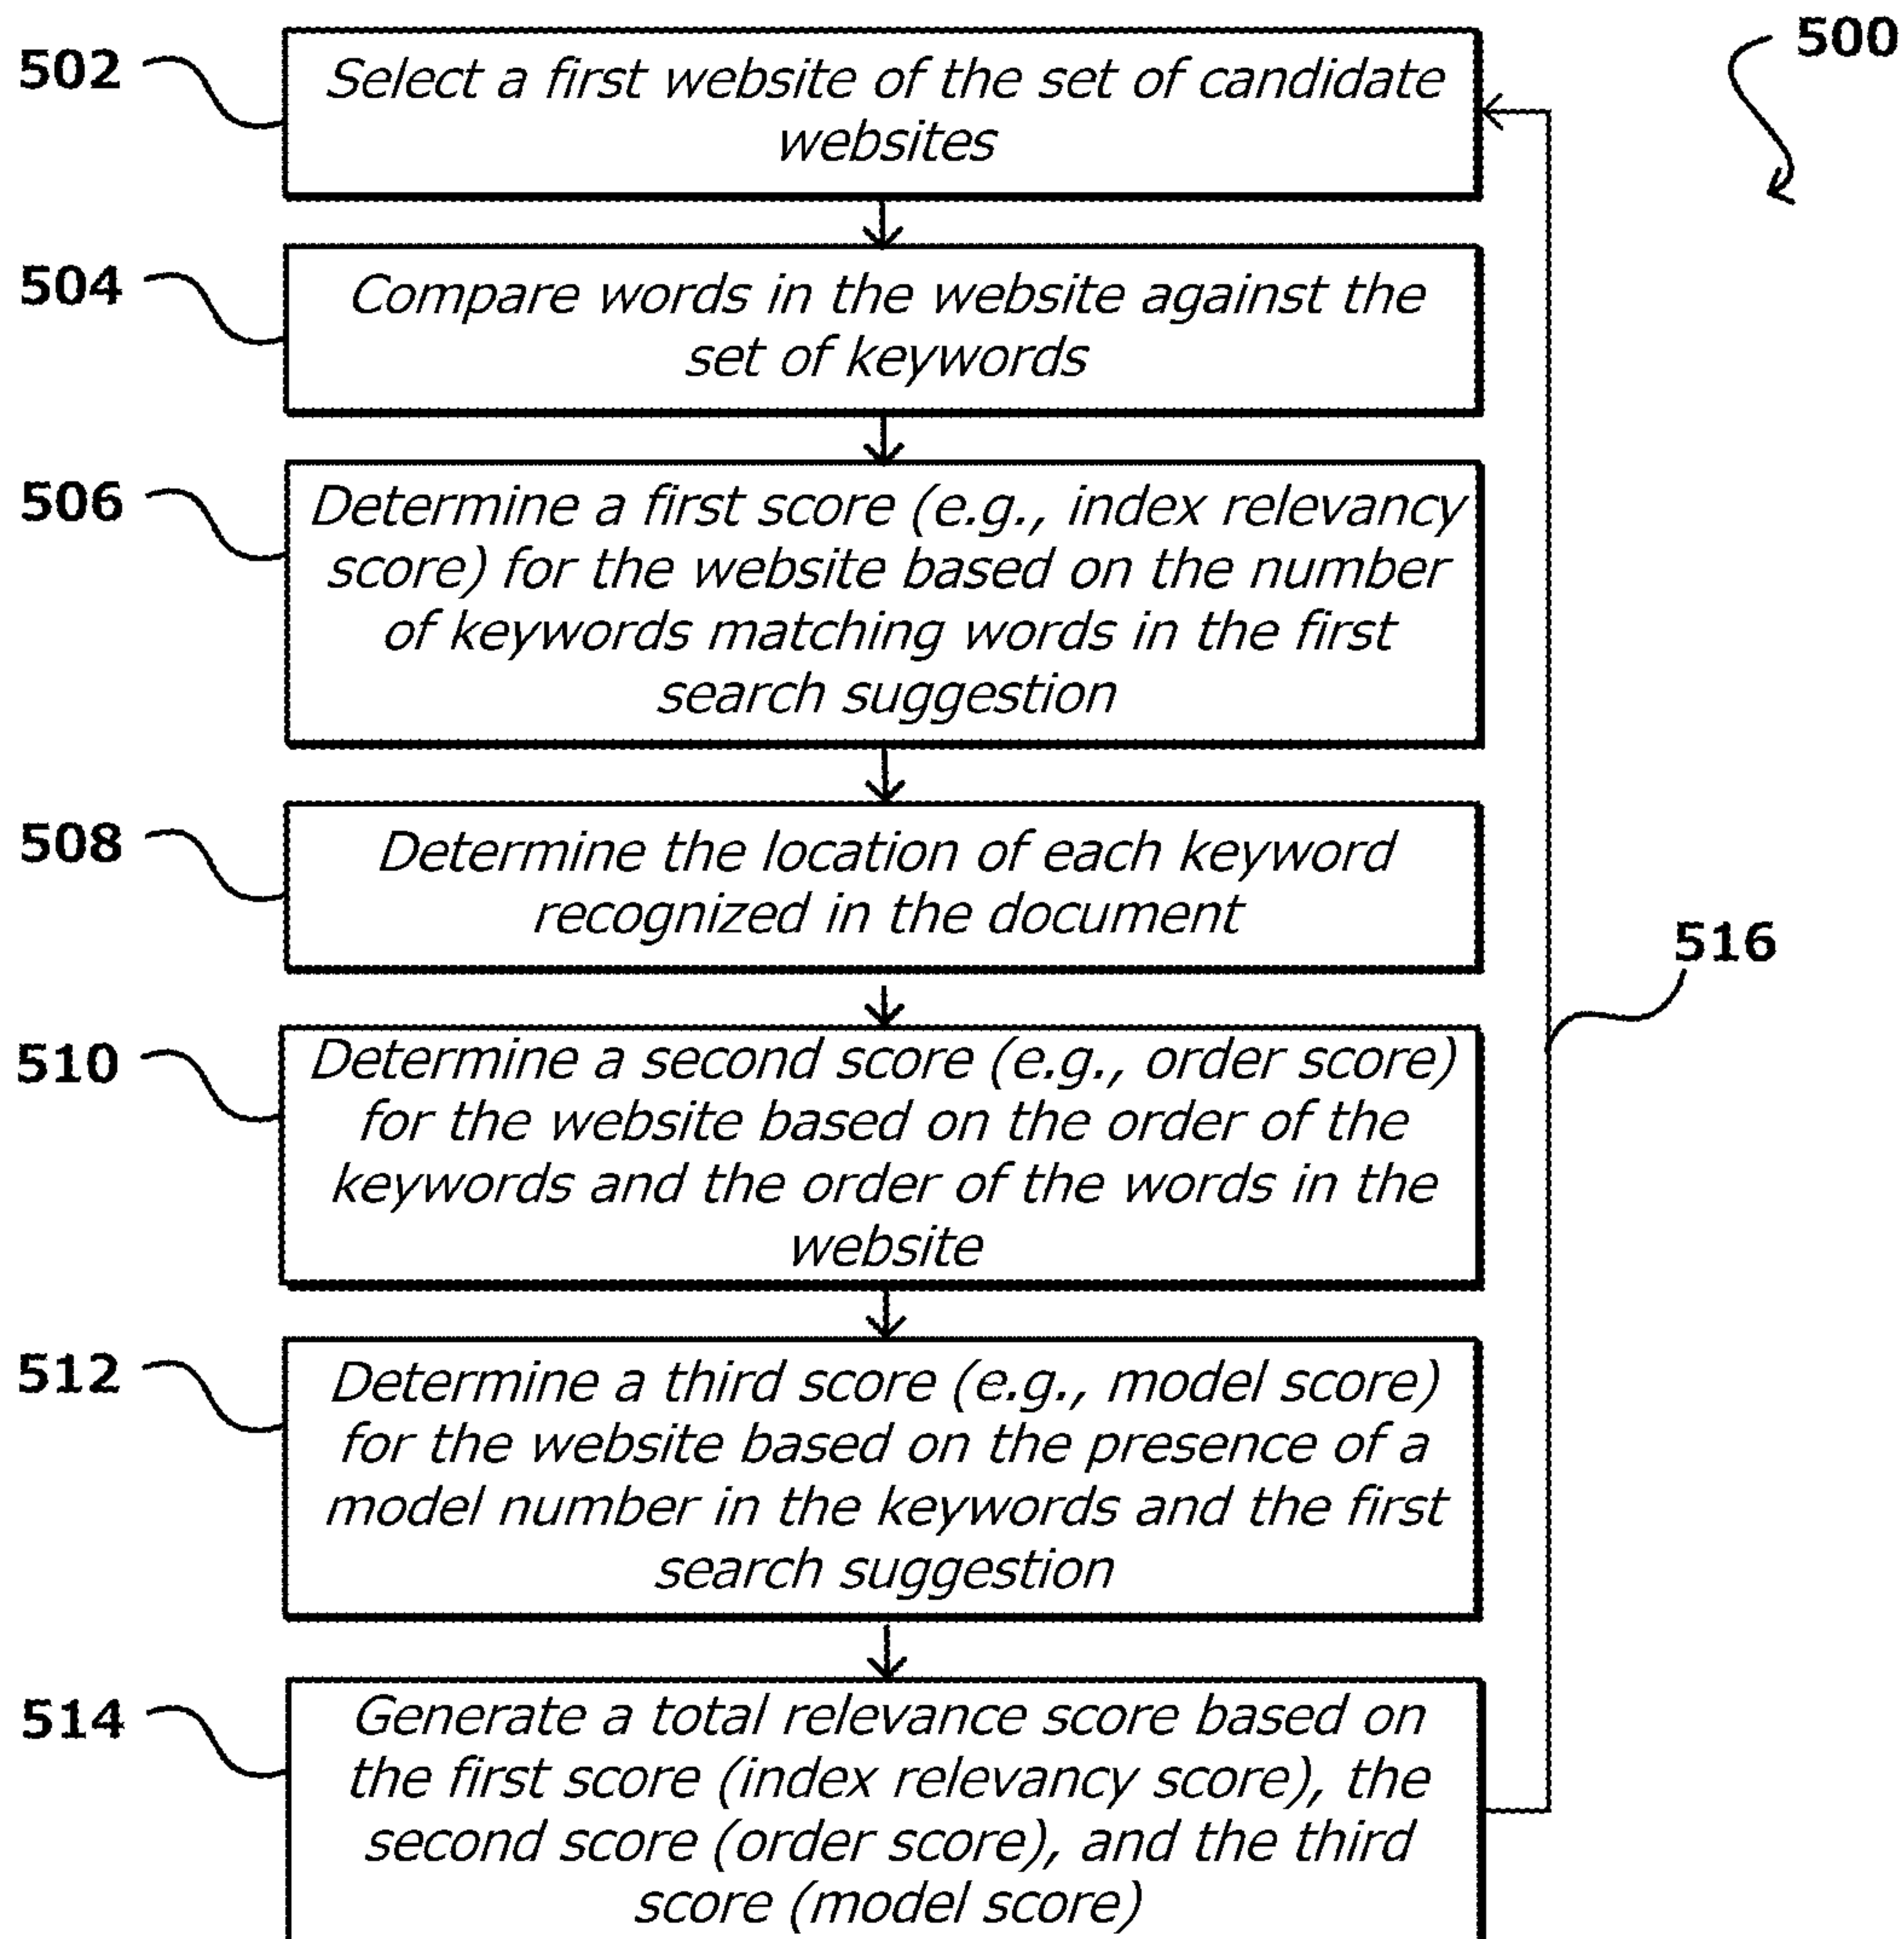 500
502
Select a first website of the set of candidate
websites
504
Compare words in the website against the
set of keywords
506
Determine a first score (e.g., index relevancy
score) for the website based on the number
of keywords matching words in the first
search suggestion
508
Determine the location of each keyword
recognized in the document
516
510
Determine a second score (e.g., order score)
for the website based on the order of the
keywords and the order of the words in the
website
512
Determine a third score (e.g., model score)
for the website based on the presence of a
model number in the keywords and the first
search suggestion
514
Generate a total relevance score based on
the first score (index relevancy score), the
second score (order score), and the third
score (model score)